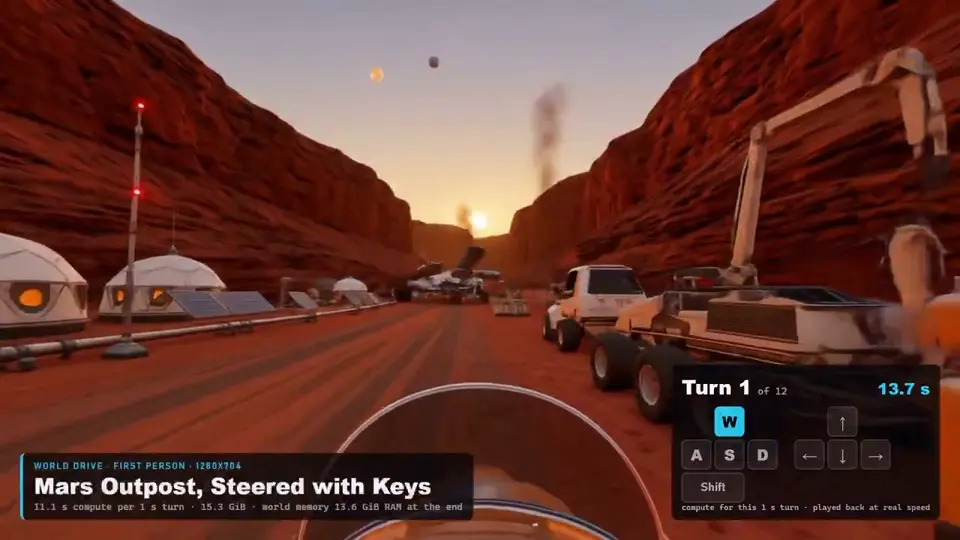 WORLD DRIVE · FIRST PERSON · 1280X704
Mars Outpost, Steered with Keys
11.1 s compute per 1 s turn · 15.3 GiB · world memory 13.6 GiB RAM at the end
Turn 1 of 12 13.7 s
W ↑
A S D ← ↓ →
Shift
compute for this 1 s turn · played back at real speed